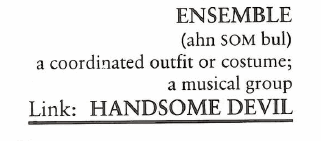 ENSEMBLE
(ahn SOM bul)
a coordinated outfit or costume;
a musical group
Link: HANDSOME DEVIL